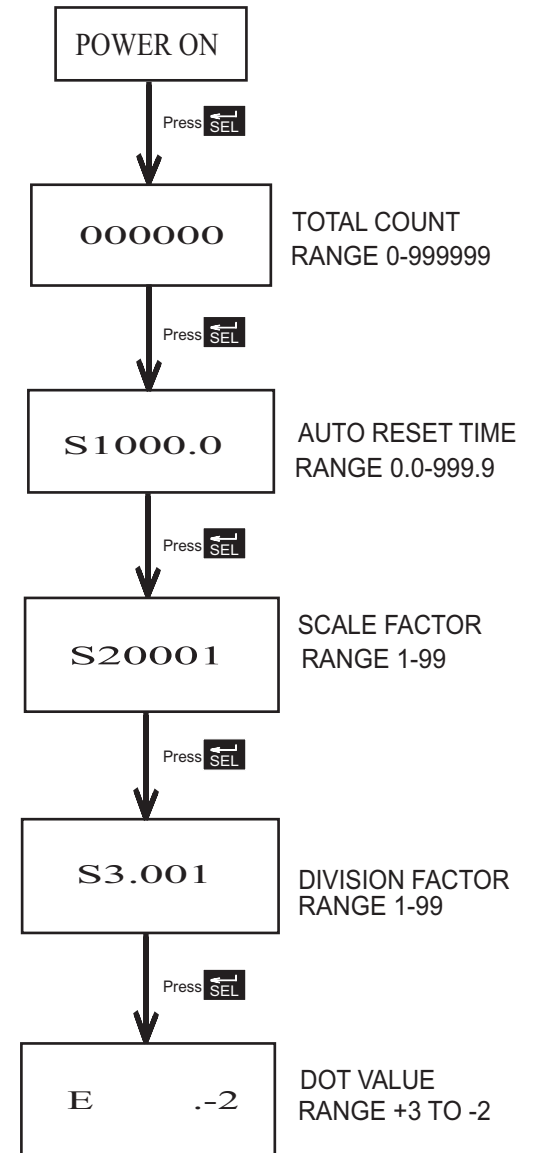 POWER ON
Press SEL
000000
TOTAL COUNT
RANGE 0-999999
Press SEL
S1000.0
AUTO RESET TIME
RANGE 0.0-999.9
Press SEL
S20001
SCALE FACTOR
RANGE 1-99
Press SEL
S3.001
DIVISION FACTOR
RANGE 1-99
Press SEL
E .-2
DOT VALUE
RANGE +3 TO -2